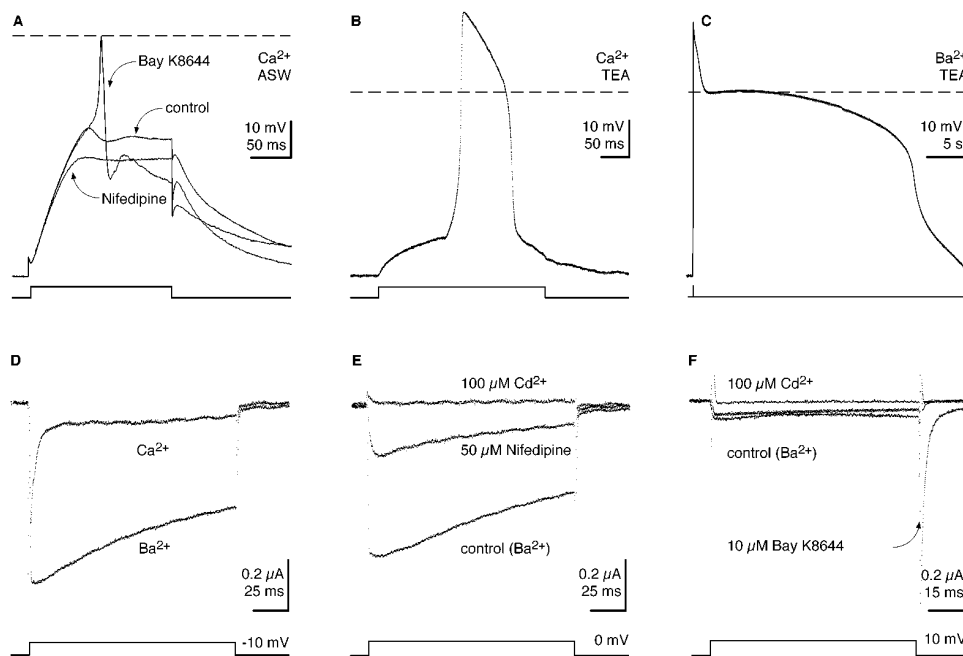 A
Ca2+
ASW
Bay K8644
control
Nifedipine
10 mV
50 ms
B
Ca2+
TEA
10 mV
50 ms
C
Ba2+
TEA
10 mV
5 s
D
Ca2+
Ba2+
0.2 µA
25 ms
-10 mV
E
100 µM Cd2+
50 µM Nifedipine
control (Ba2+)
0.2 µA
25 ms
0 mV
F
100 µM Cd2+
control (Ba2+)
10 µM Bay K8644
0.2 µA
15 ms
10 mV